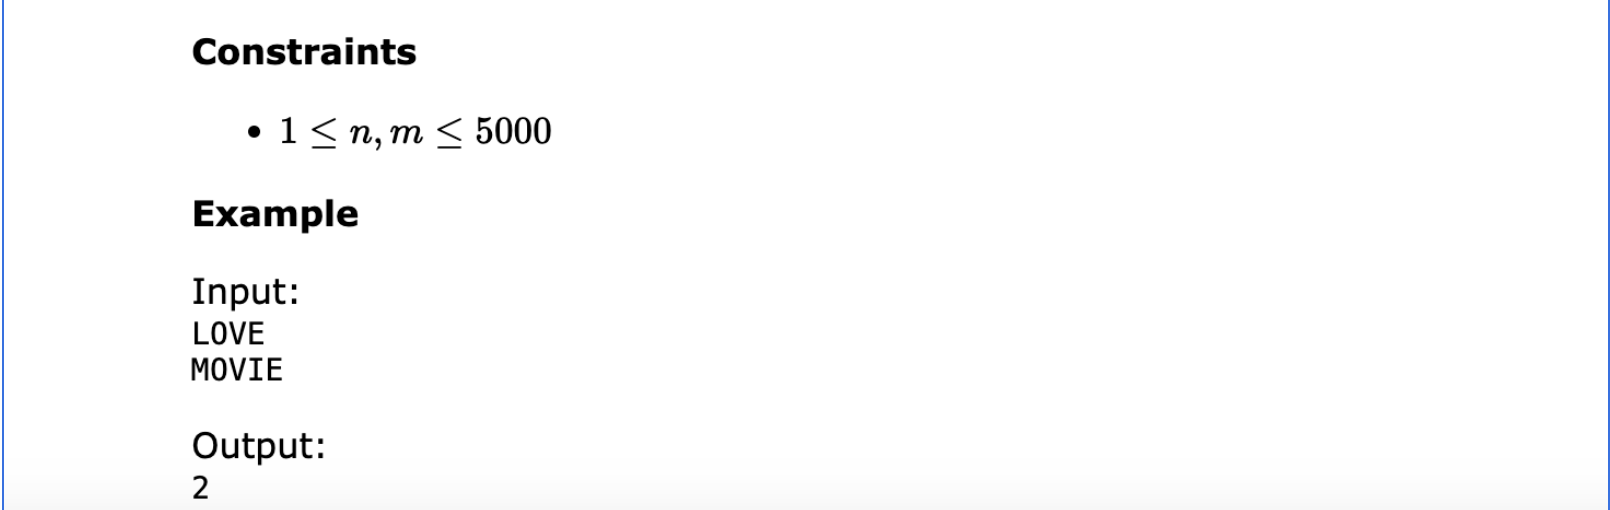 Constraints
• 1 ≤ n, m ≤ 5000
Example
Input:
LOVE
MOVIE
Output:
2